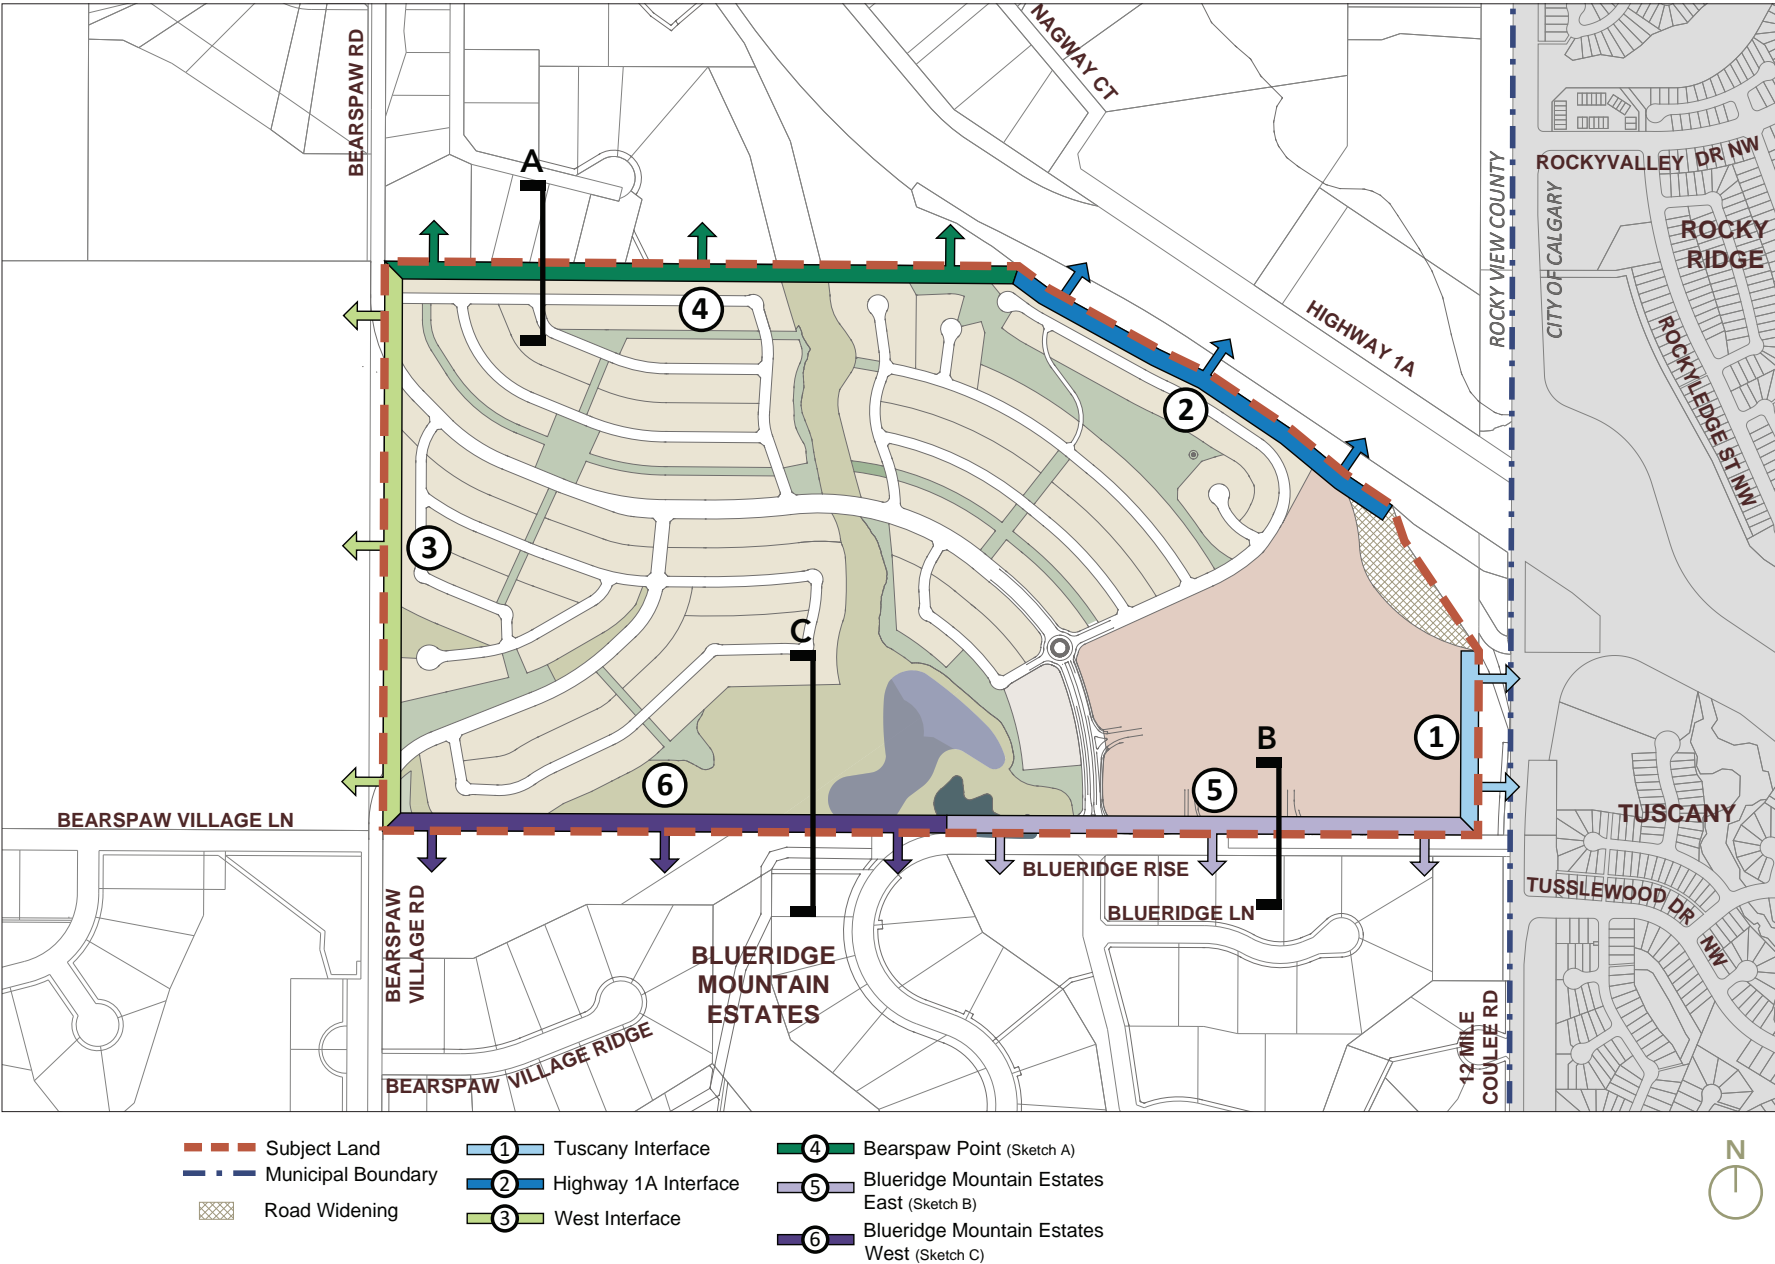 NAGWAY CT
BEARSPAW RD
A
ROCKYVALLEY DR NW
ROCKY VIEW COUNTY
CITY OF CALGARY
ROCKY
RIDGE
4
HIGHWAY 1A
ROCKYLEDGE ST NW
2
3
C
B
1
6
5
BEARSPAW VILLAGE LN
TUSCANY
BLUERIDGE RISE
TUSSLEWOOD DR NW
BLUERIDGE LN
BEARSPAW
VILLAGE RD
BLUERIDGE
MOUNTAIN
ESTATES
12 MILE
COULEE RD
BEARSPAW VILLAGE RIDGE
Subject Land
Municipal Boundary
Road Widening
1 Tuscany Interface
2 Highway 1A Interface
3 West Interface
4 Bearspaw Point (Sketch A)
5 Blueridge Mountain Estates
East (Sketch B)
6 Blueridge Mountain Estates
West (Sketch C)
N